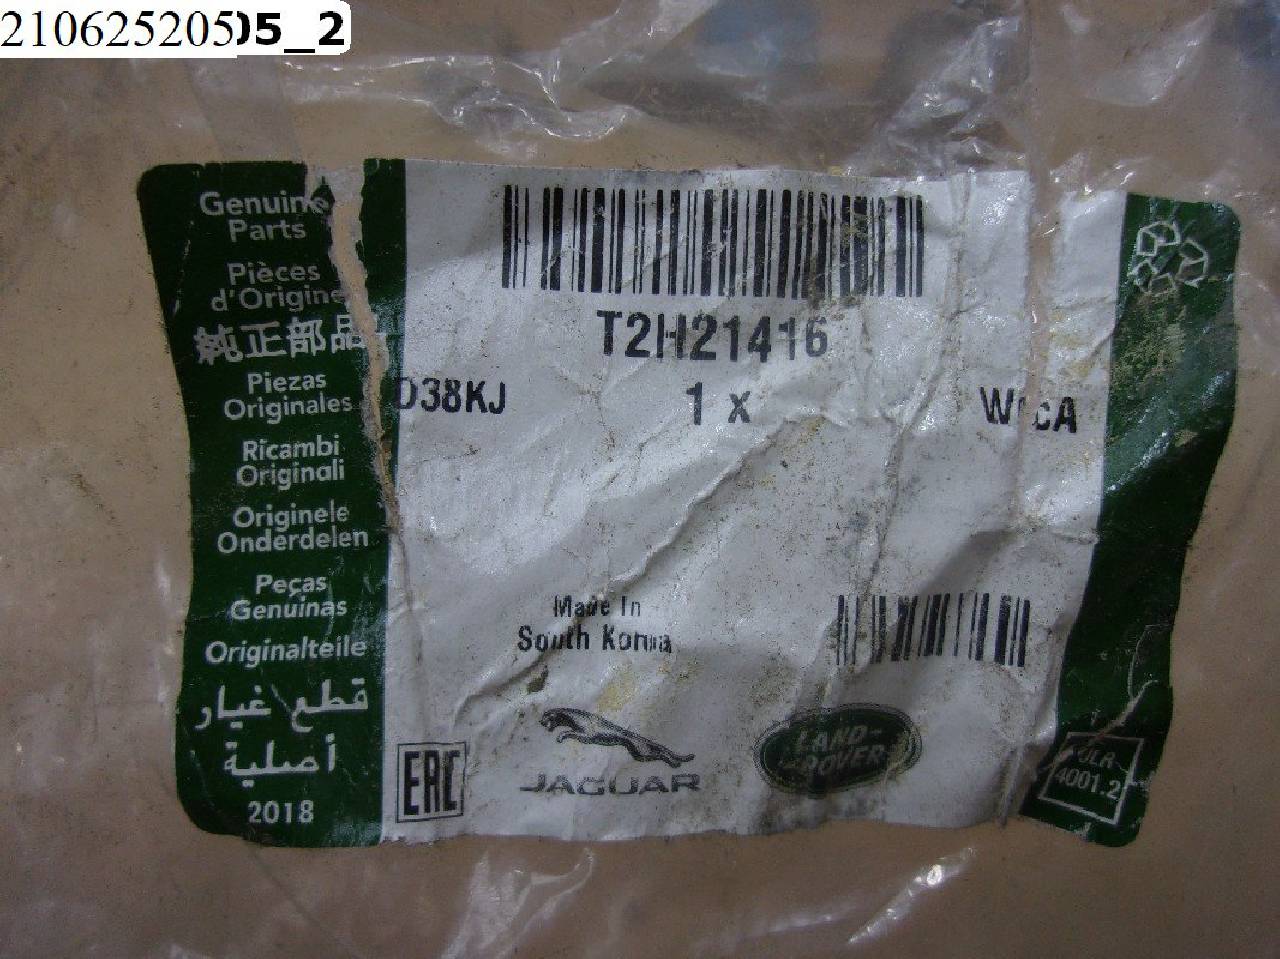 210625205 05_2
Genuine
Parts
Pièces
d'Origine
純正部品
Piezas
Originales
Ricambi
Originali
Originele
Onderdelen
Peças
Genuínas
Originalteile
قطع غيار
أصلية
2018
T2H21416
D38KJ 1 x
Made In
South Korea
EAC
JAGUAR
LAND-
ROVER
JLR
4001.2